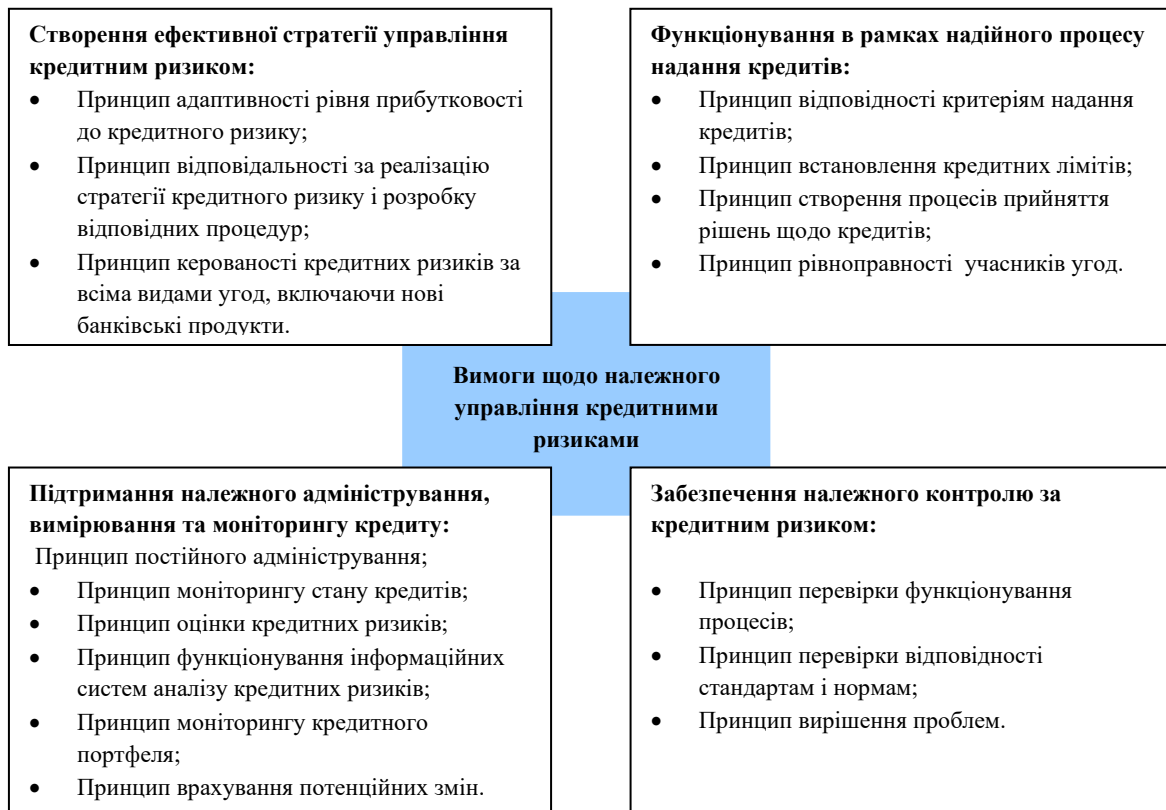 Створення ефективної стратегії управління
кредитним ризиком:
• Принцип адаптивності рівня прибутковості
до кредитного ризику;
• Принцип відповідальності за реалізацію
стратегії кредитного ризику і розробку
відповідних процедур;
• Принцип керованості кредитних ризиків за
всіма видами угод, включаючи нові
банківські продукти.
Функціонування в рамках надійного процесу
надання кредитів:
• Принцип відповідності критеріям надання
кредитів;
• Принцип встановлення кредитних лімітів;
• Принцип створення процесів прийняття
рішень щодо кредитів;
• Принцип рівноправності учасників угод.
Вимоги щодо належного
управління кредитними
ризиками
Підтримання належного адміністрування,
вимірювання та моніторингу кредиту:
Принцип постійного адміністрування;
• Принцип моніторингу стану кредитів;
• Принцип оцінки кредитних ризиків;
• Принцип функціонування інформаційних
систем аналізу кредитних ризиків;
• Принцип моніторингу кредитного
портфеля;
• Принцип врахування потенційних змін.
Забезпечення належного контролю за
кредитним ризиком:
• Принцип перевірки функціонування
процесів;
• Принцип перевірки відповідності
стандартам і нормам;
• Принцип вирішення проблем.